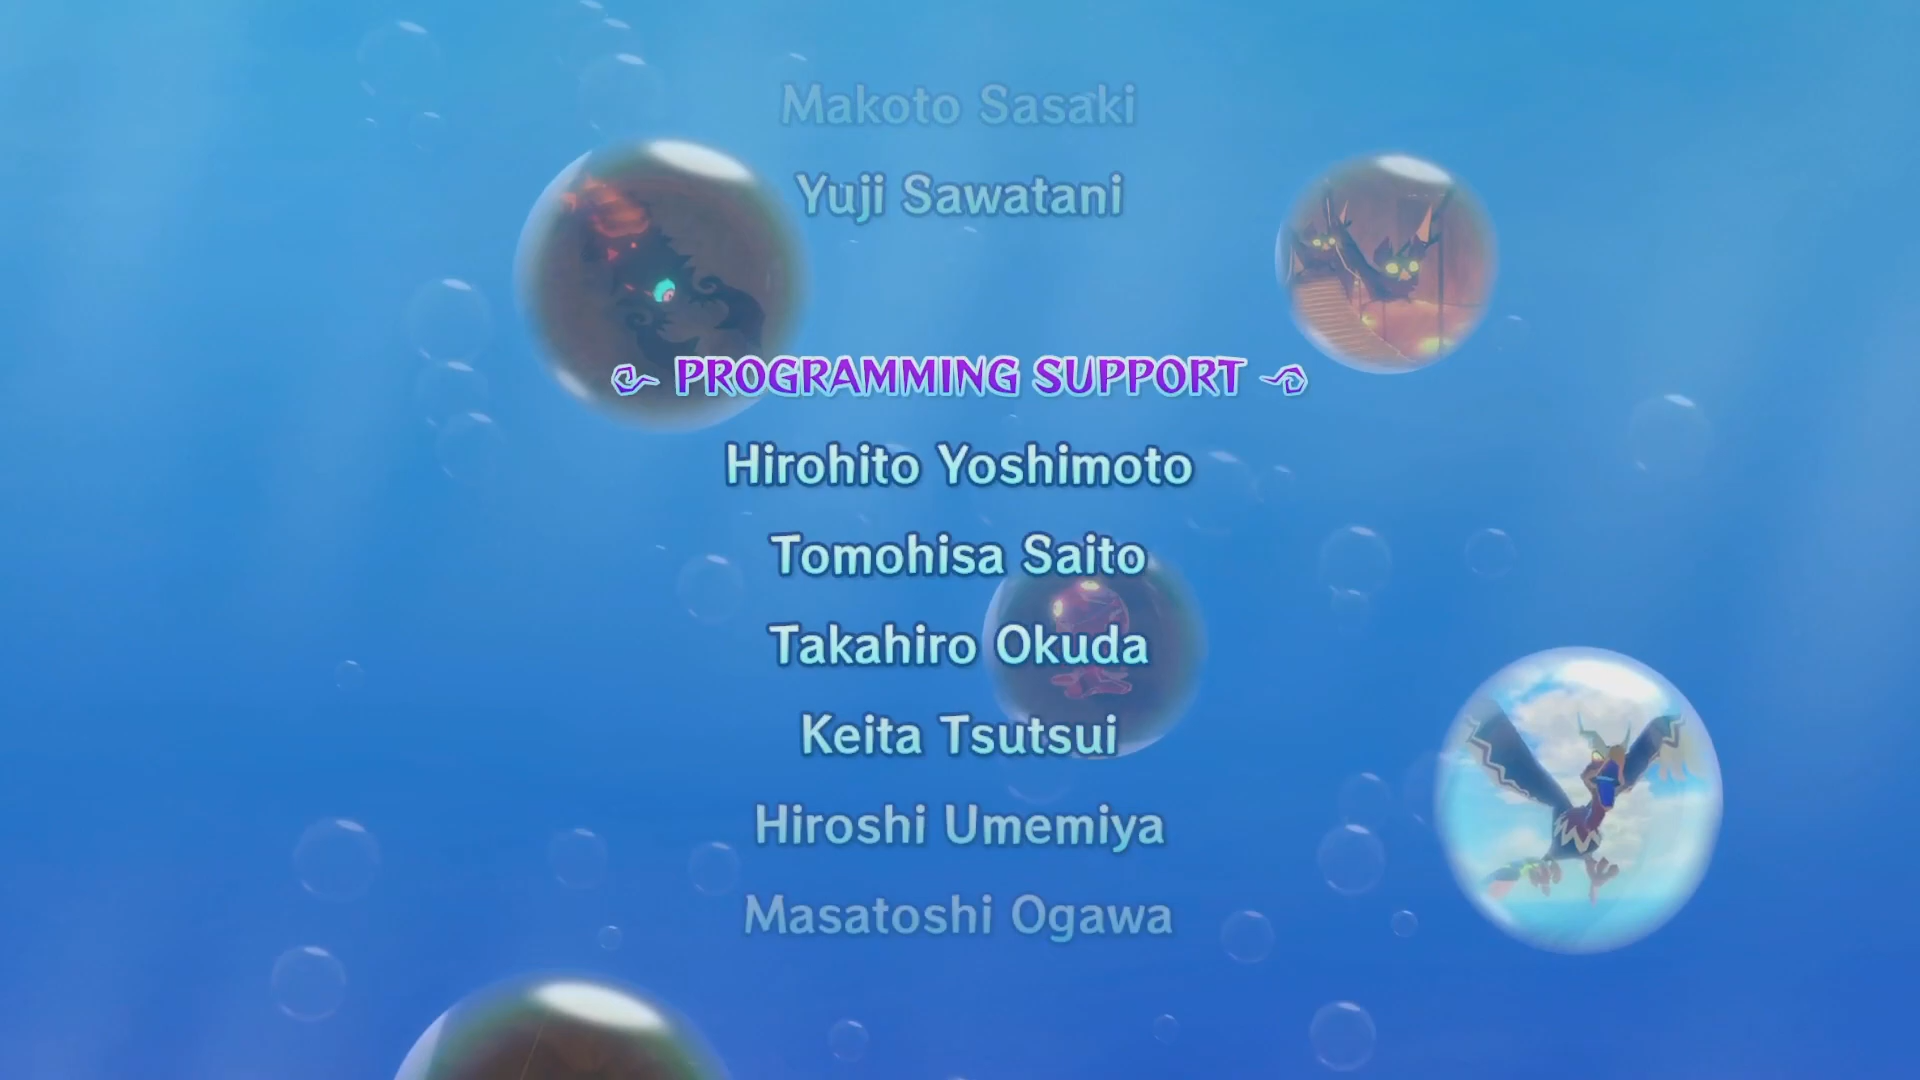 Makoto Sasaki
Yuji Sawatani
PROGRAMMING SUPPORT
Hirohito Yoshimoto
Tomohisa Saito
Takahiro Okuda
Keita Tsutsui
Hiroshi Umemiya
Masatoshi Ogawa